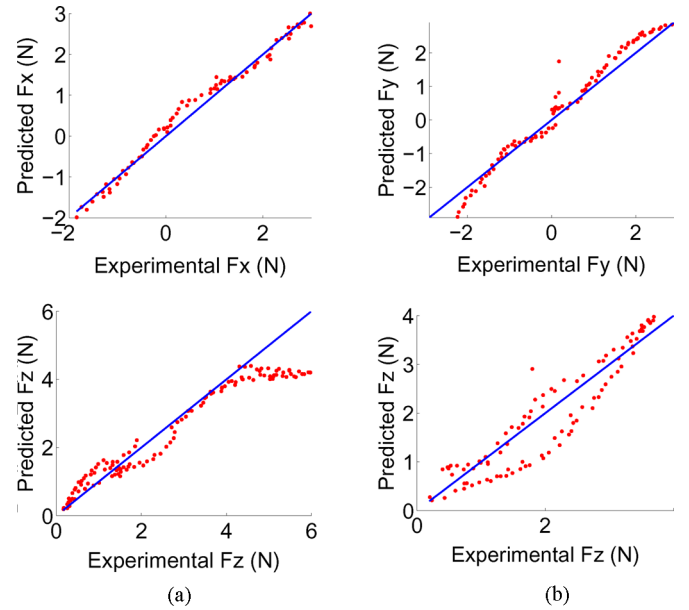 3
2
1
0
−1
−2
Predicted Fx (N)
−2 0 2
Experimental Fx (N)
2
1
0
−1
−2
Predicted Fy (N)
−2 0 2
Experimental Fy (N)
6
4
2
0
Predicted Fz (N)
0 2 4 6
Experimental Fz (N)
(a)
4
3
2
1
0
Predicted Fz (N)
0 2
Experimental Fz (N)
(b)